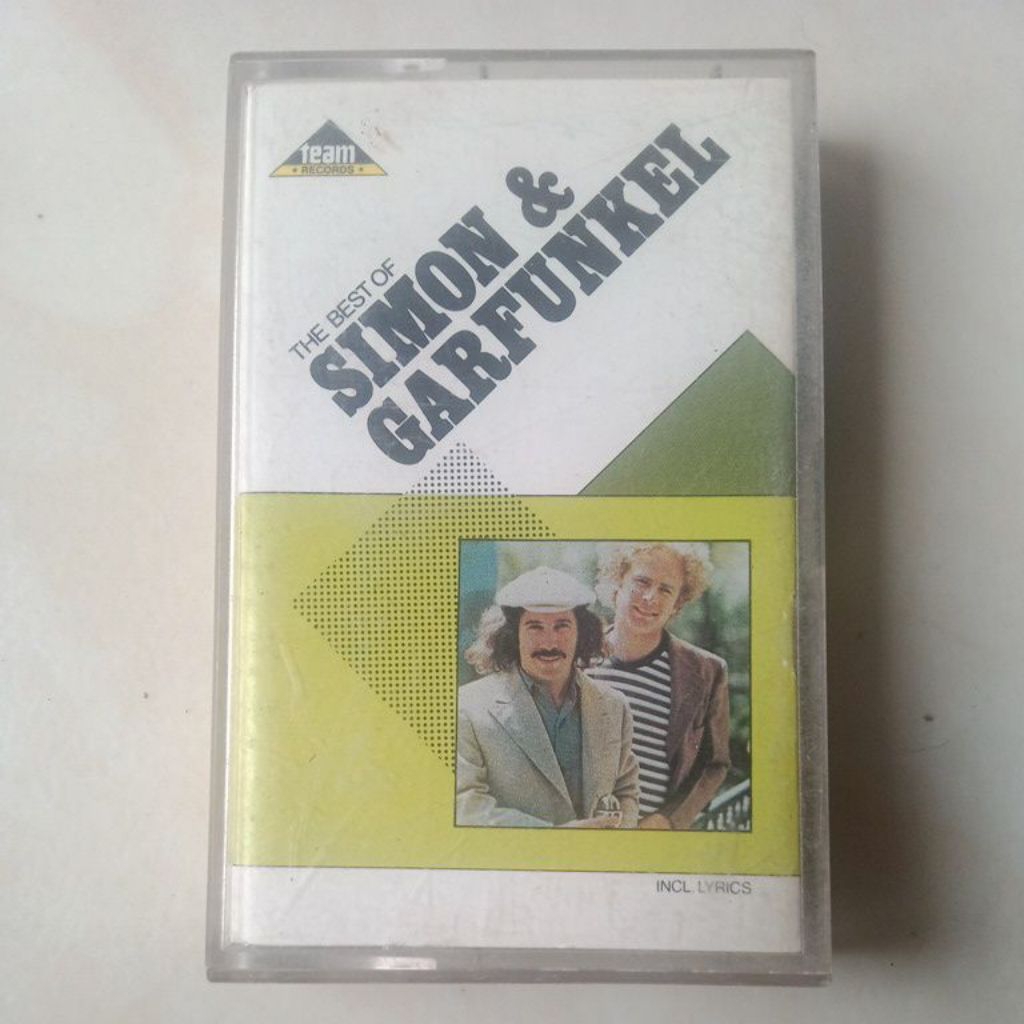 team
★ RECORDS ★
THE BEST OF
SIMON &
GARFUNKEL
INCL. LYRICS